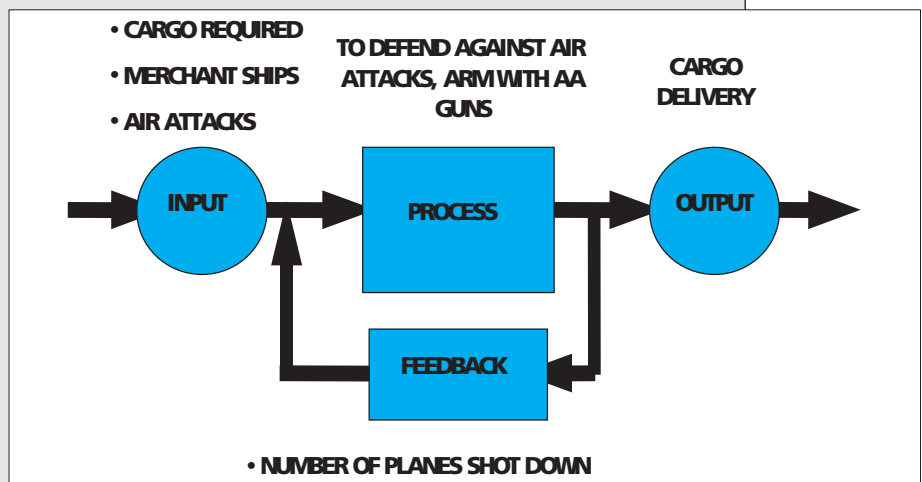 • CARGO REQUIRED
• MERCHANT SHIPS
• AIR ATTACKS
TO DEFEND AGAINST AIR
ATTACKS, ARM WITH AA
GUNS
CARGO
DELIVERY
INPUT
PROCESS
OUTPUT
FEEDBACK
• NUMBER OF PLANES SHOT DOWN